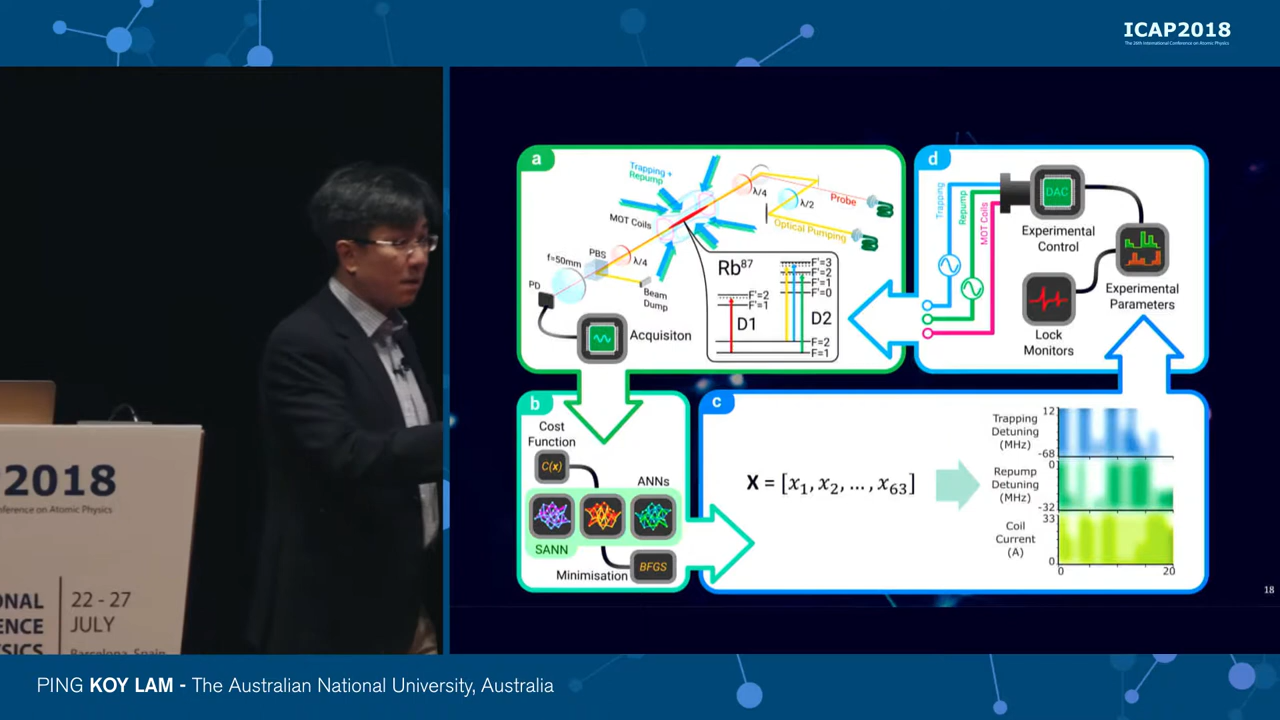 ICAP2018
The 26th International Conference on Atomic Physics
a
Trapping +
Repump
MOT Coils
λ/4
λ/2
Probe
Optical Pumping
f=50mm
PBS
λ/4
PD
Beam
Dump
Acquisiton
Rb87
F'=2
F'=1
D1
F'=3
F'=2
F'=1
F'=0
D2
F=2
F=1
d
Trapping
Repump
MOT Coils
DAC
Experimental
Control
Lock
Monitors
Experimental
Parameters
b
Cost
Function
C(x)
ANNs
SANN
Minimisation
BFGS
c
X = [x1, x2, ..., x63]
Trapping
Detuning
(MHz)
12
-68
Repump
Detuning
(MHz)
0
-32
Coil
Current
(A)
33
0
0
20
18
2018
onference on Atomic Physics
ONAL
ENCE
YSICS
22 - 27
JULY
Barcelona, Spain
PING KOY LAM - The Australian National University, Australia